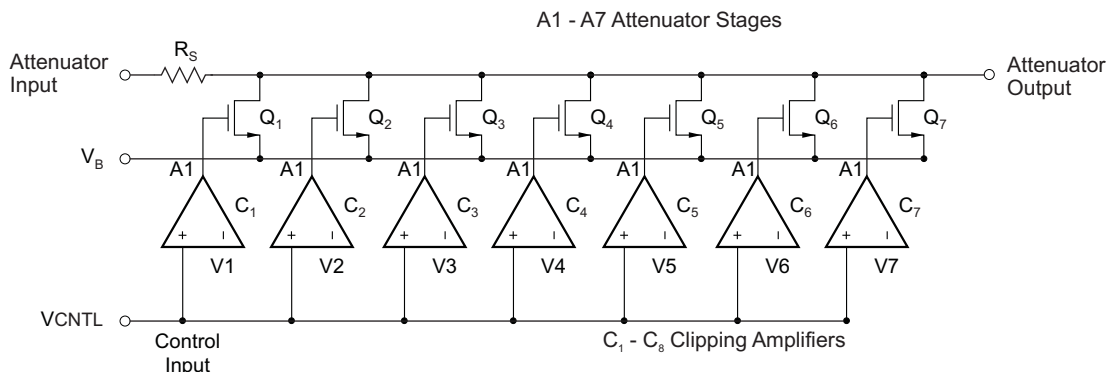 A1 - A7 Attenuator Stages
Attenuator
Input
RS
Attenuator
Output
Q1
Q2
Q3
Q4
Q5
Q6
Q7
VB
A1
A1
A1
A1
A1
A1
A1
C1
C2
C3
C4
C5
C6
C7
+ –
+ –
+ –
+ –
+ –
+ –
+ –
V1
V2
V3
V4
V5
V6
V7
VCNTL
Control
Input
C1 - C8 Clipping Amplifiers